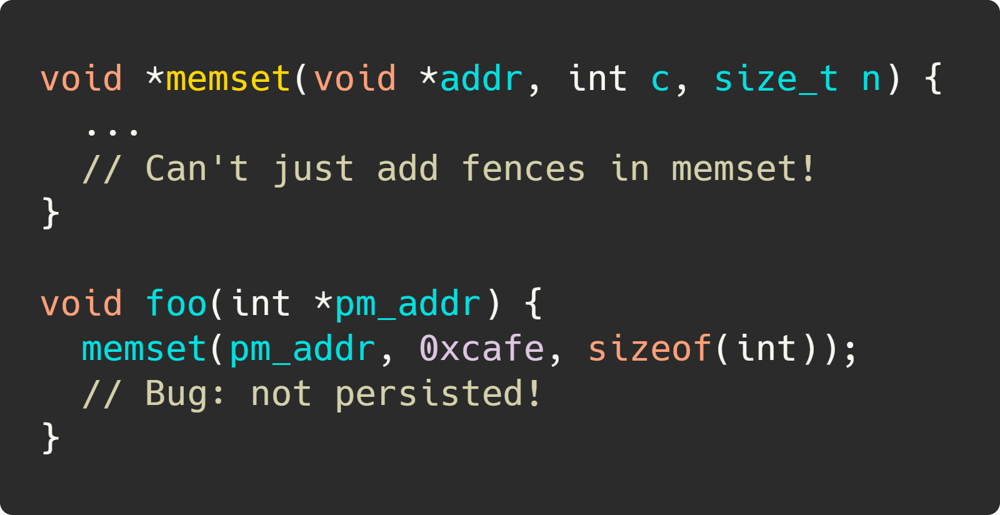 void *memset(void *addr, int c, size_t n) {
  ...
  // Can't just add fences in memset!
}

void foo(int *pm_addr) {
  memset(pm_addr, 0xcafe, sizeof(int));
  // Bug: not persisted!
}